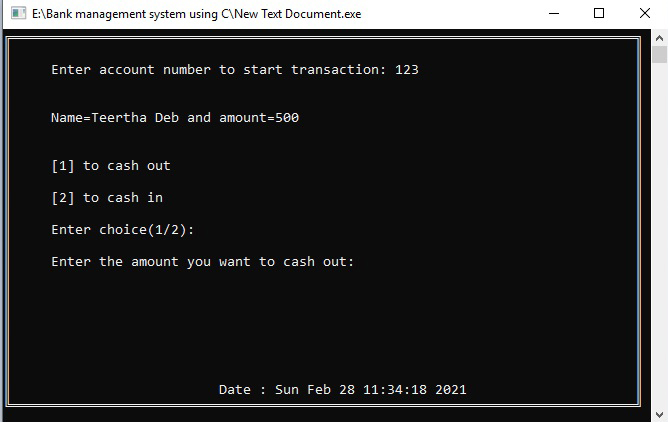 E:\Bank management system using C\New Text Document.exe
Enter account number to start transaction: 123
Name=Teertha Deb and amount=500
[1] to cash out
[2] to cash in
Enter choice(1/2):
Enter the amount you want to cash out:
Date : Sun Feb 28 11:34:18 2021